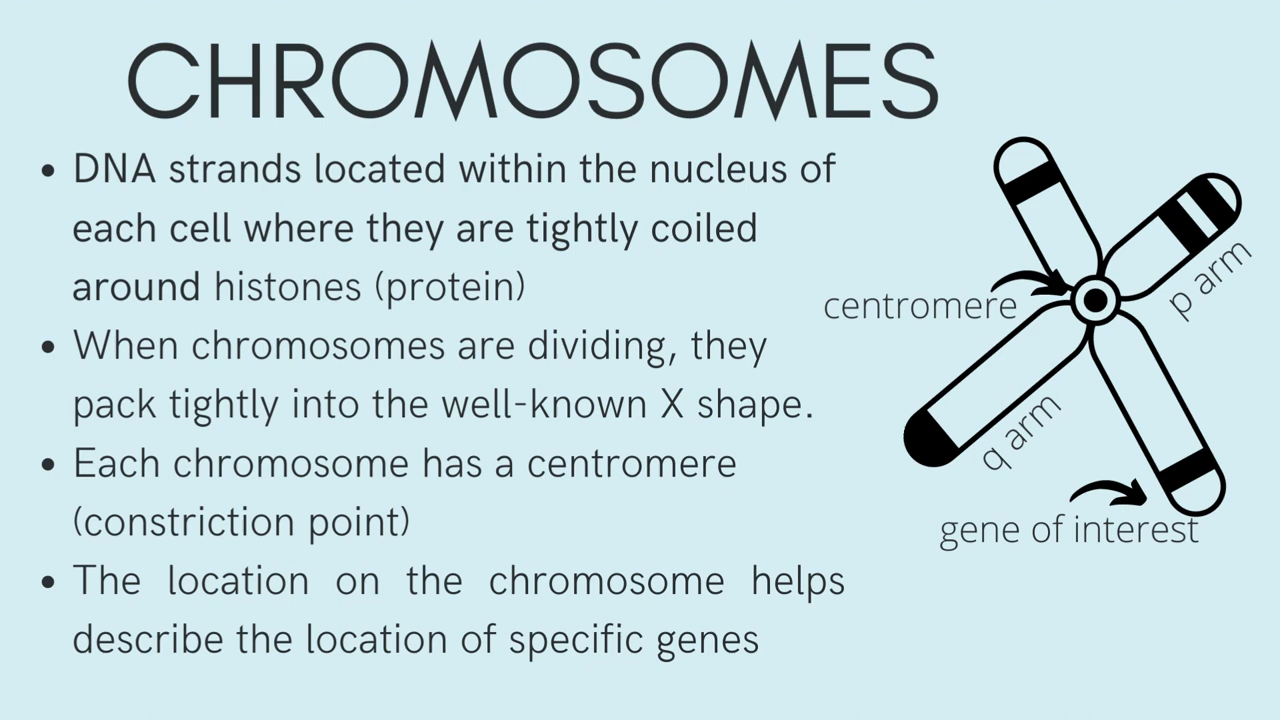 CHROMOSOMES
• DNA strands located within the nucleus of
each cell where they are tightly coiled
around histones (protein)
• When chromosomes are dividing, they
pack tightly into the well-known X shape.
• Each chromosome has a centromere
(constriction point)
• The location on the chromosome helps
describe the location of specific genes
centromere
p arm
q arm
gene of interest